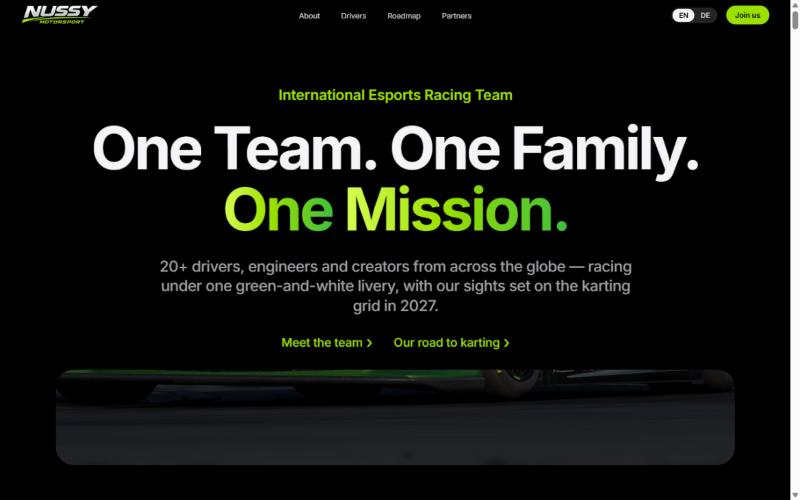 NUSSY
MOTORSPORT
About
Drivers
Roadmap
Partners
EN
DE
Join us
International Esports Racing Team
One Team. One Family.
One Mission.
20+ drivers, engineers and creators from across the globe — racing
under one green-and-white livery, with our sights set on the karting
grid in 2027.
Meet the team ›
Our road to karting ›